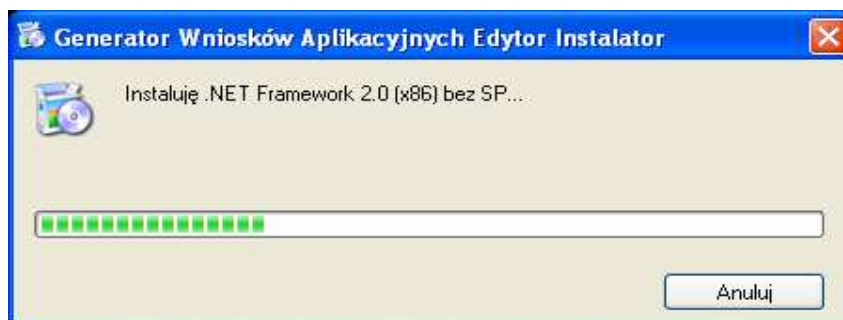 Generator Wniosków Aplikacyjnych Edytor Instalator
Instaluję .NET Framework 2.0 (x86) bez SP...
Anuluj